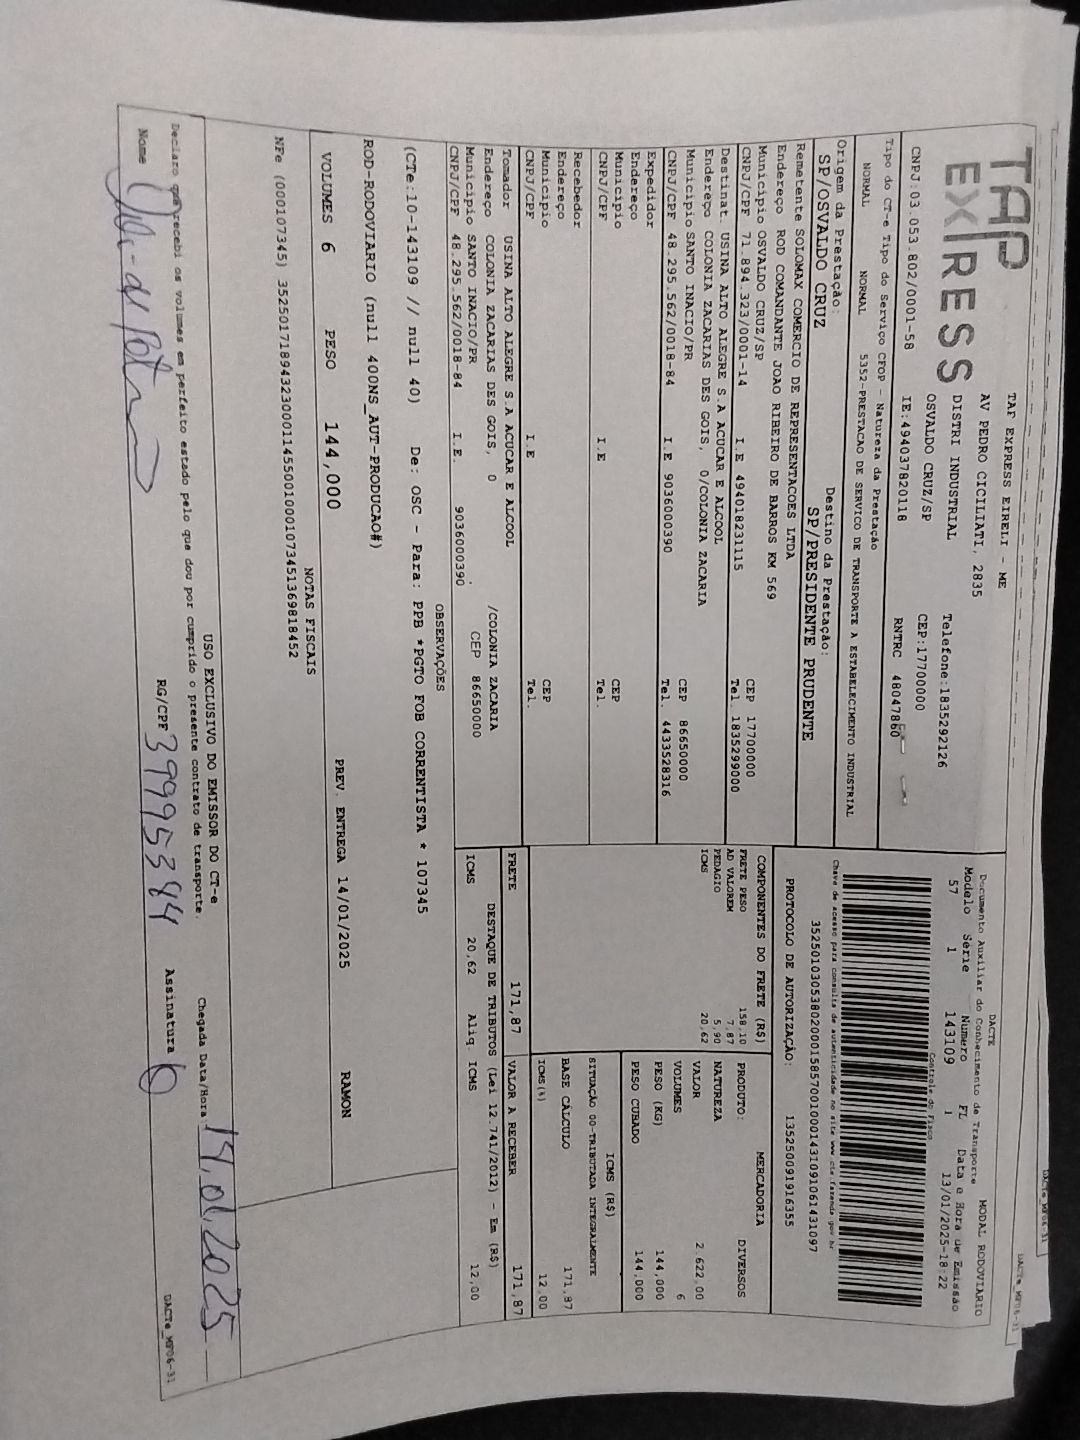 TAP EXPRESS
TAF EXPRESS EIRELI - ME
AV PEDRO CICILIATI, 2835
DISTRI INDUSTRIAL
Telefone:1835292126
OSVALDO CRUZ/SP
CEP:17700000
CNPJ:03.053.802/0001-58 IE:494037820118 RNTRC 48047860
DACTE
Documento Auxiliar do Conhecimento de Transporte
MODAL RODOVIÁRIO
Modelo Série Numero FL Data e Hora de Emissão
57 1 143109 1 13/01/2025-18:22
Controle do Fisco
Chave de acesso para consulta de autenticidade no site www.cte.fazenda.gov.br
PROTOCOLO DE AUTORIZAÇÃO: 135250091916355
Tipo do CT-e Tipo do Serviço CFOP - Natureza da Prestação
NORMAL NORMAL 5352-PRESTACAO DE SERVICO DE TRANSPORTE A ESTABELECIMENTO INDUSTRIAL
Origem da Prestação: Destino da Prestação:
SP/OSVALDO CRUZ SP/PRESIDENTE PRUDENTE
Remetente SOLOMAX COMERCIO DE REPRESENTACOES LTDA
Endereço ROD COMANDANTE JOAO RIBEIRO DE BARROS KM 569
Municipio OSVALDO CRUZ/SP CEP 17700000
CNPJ/CPF 71.894.323/0001-14 I.E 494018231115 Tel. 1835299000
Destinat. USINA ALTO ALEGRE S.A ACUCAR E ALCOOL
Endereço COLONIA ZACARIAS DES GOIS, 0/COLONIA ZACARIA
Municipio SANTO INACIO/PR CEP 86650000
CNPJ/CPF 48.295.562/0018-84 I.E 9036000390 Tel. 4433528316
Expedidor
Endereço
Municipio CEP
CNPJ/CPF I.E Tel.
Recebedor
Endereço
Municipio CEP
CNPJ/CPF I.E Tel.
Tomador USINA ALTO ALEGRE S.A ACUCAR E ALCOOL
Endereço COLONIA ZACARIAS DES GOIS, 0 /COLONIA ZACARIA
Municipio SANTO INACIO/PR CEP 86650000
CNPJ/CPF 48.295.562/0018-84 I.E. 9036000390
COMPONENTES DO FRETE (R$)
FRETE PESO 158,10
AD VALOREM 7,87
PEDAGIO 5,90
ICMS 20,62
MERCADORIA
PRODUTO: DIVERSOS
NATUREZA
VALOR 2.622,00
VOLUMES 6
PESO (KG) 144,000
PESO CUBADO 144,000
ICMS (R$)
SITUAÇÃO 00-TRIBUTADA INTEGRALMENTE
BASE CÁLCULO 171,87
ICMS(%) 12,00
FRETE 171,87 VALOR A RECEBER 171,87
DESTAQUE DE TRIBUTOS (Lei 12.741/2012) - Em (R$)
ICMS 20,62 Aliq. ICMS 12,00
OBSERVAÇÕES
(CTe:10-143109 // null 40) De: OSC - Para: PPB *PGTO FOB CORRENTISTA * 107345
ROD-RODOVIARIO (null 400NS_AUT-PRODUCAO#)
VOLUMES 6 PESO 144,000 PREV. ENTREGA 14/01/2025 RAMON
NOTAS FISCAIS
NFe (000107345) 35250171894323000114550010001073451369818452
USO EXCLUSIVO DO EMISSOR DO CT-e
Declaro que recebi os volumes em perfeito estado pelo que dou por cumprido o presente contrato de transporte.
Chegada Data/Hora: 14.01.2025
Nome RG/CPF 399953844 Assinatura
DACTe_MF06-31